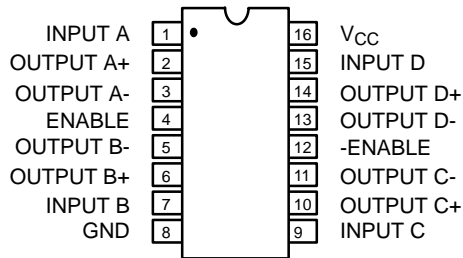 INPUT A 1 16 VCC
OUTPUT A+ 2 15 INPUT D
OUTPUT A- 3 14 OUTPUT D+
ENABLE 4 13 OUTPUT D-
OUTPUT B- 5 12 -ENABLE
OUTPUT B+ 6 11 OUTPUT C-
INPUT B 7 10 OUTPUT C+
GND 8 9 INPUT C